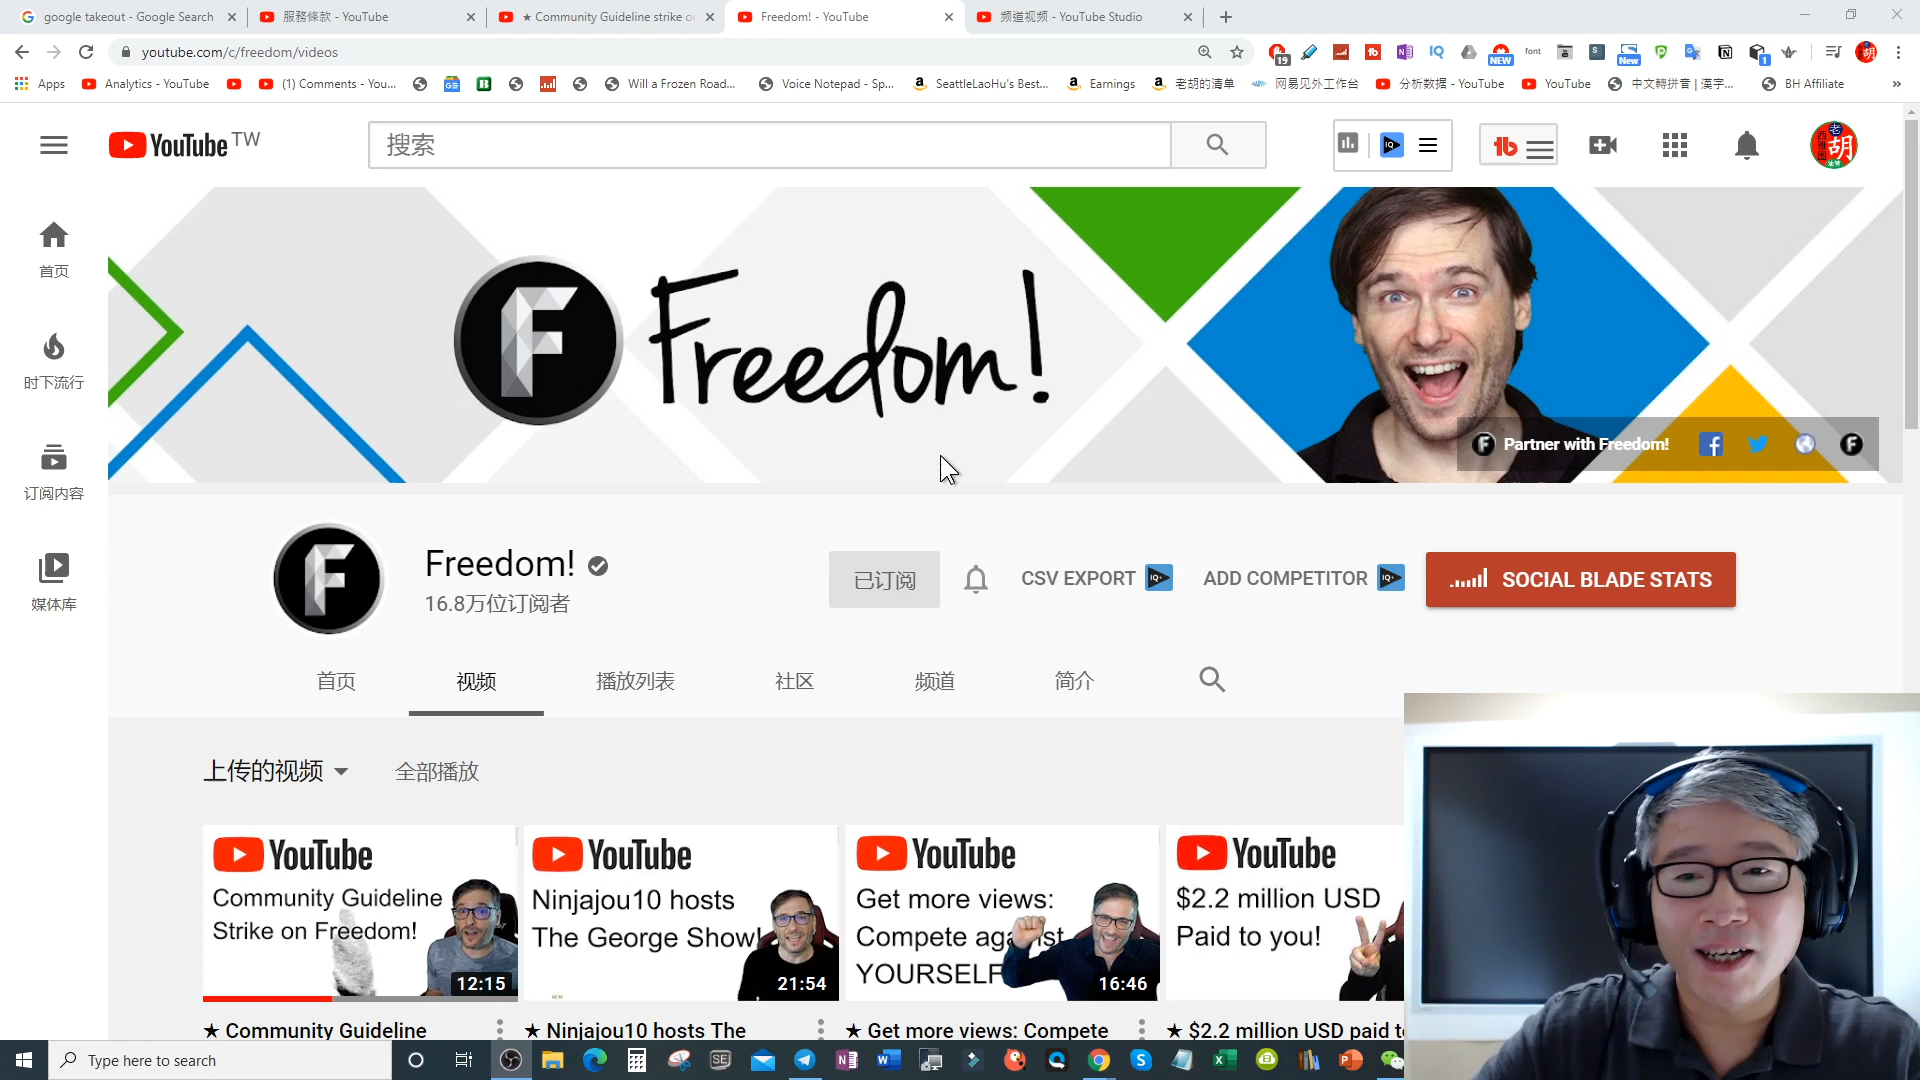 google takeout - Google Search
服務條款 - YouTube
★ Community Guideline strike o
Freedom! - YouTube
频道视频 - YouTube Studio
youtube.com/c/freedom/videos
19
NEW
font
New
1
Apps
Analytics - YouTube
(1) Comments - You...
Will a Frozen Road...
Voice Notepad - Sp...
SeattleLaoHu's Best...
Earnings
老胡的清单
网易见外工作台
分析数据 - YouTube
YouTube
中文轉拼音 | 漢字...
BH Affiliate
»
YouTube TW
搜索
首页
时下流行
订阅内容
媒体库
F Freedom!
Partner with Freedom!
Freedom!
16.8万位订阅者
已订阅
CSV EXPORT
ADD COMPETITOR
SOCIAL BLADE STATS
首页
视频
播放列表
社区
频道
简介
上传的视频
全部播放
YouTube
Community Guideline
Strike on Freedom!
12:15
YouTube
Ninjajou10 hosts
The George Show!
21:54
YouTube
Get more views:
Compete against
YOURSELF
16:46
YouTube
$2.2 million USD
Paid to you!
★ Community Guideline
★ Ninjajou10 hosts The
★ Get more views: Compete
★ $2.2 million USD paid t
Type here to search